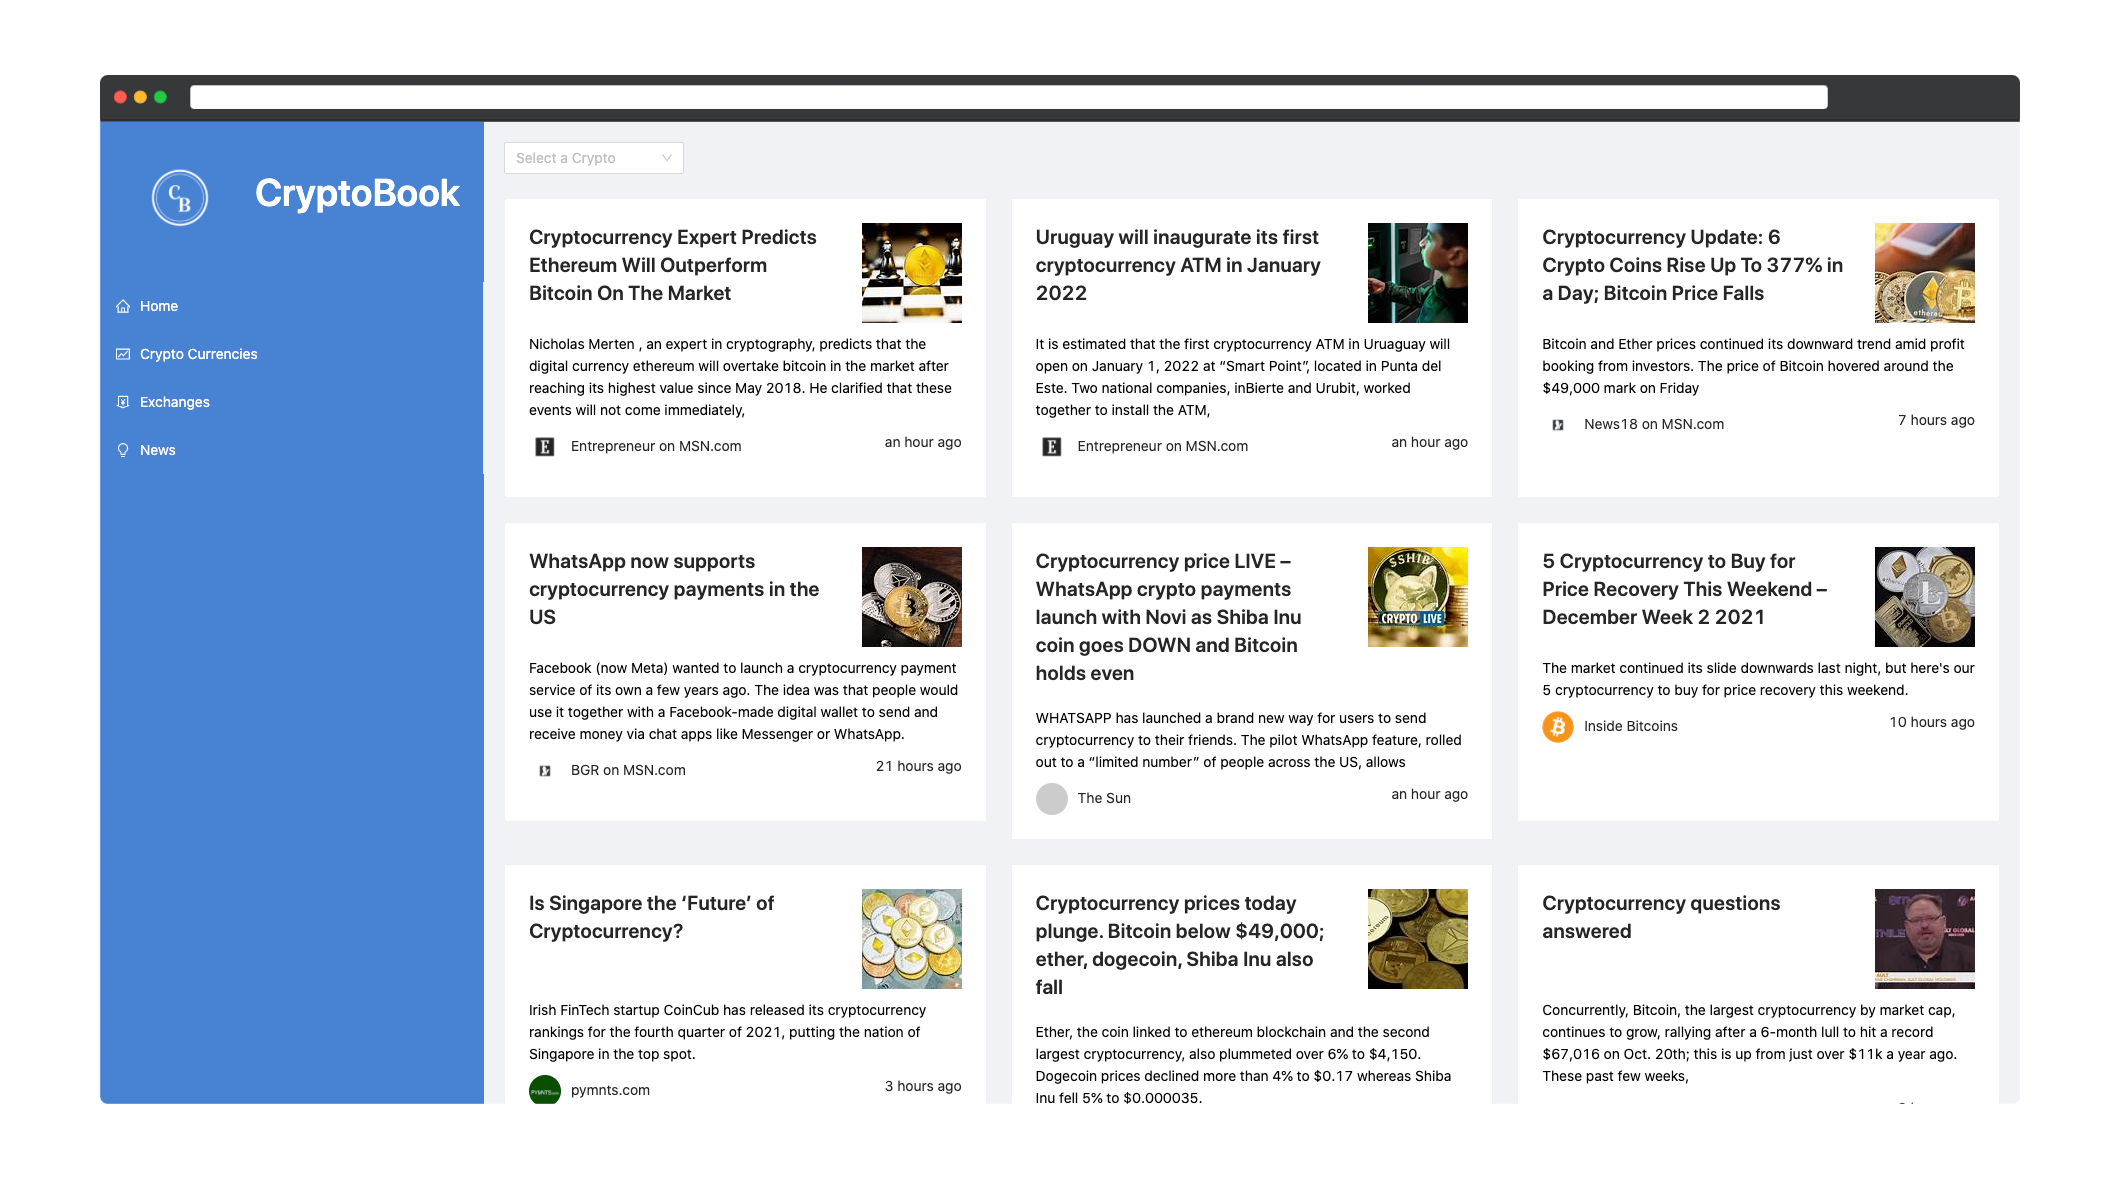 C
B
CryptoBook
Home
Crypto Currencies
Exchanges
News
Select a Crypto
Cryptocurrency Expert Predicts
Ethereum Will Outperform
Bitcoin On The Market
Nicholas Merten , an expert in cryptography, predicts that the
digital currency ethereum will overtake bitcoin in the market after
reaching its highest value since May 2018. He clarified that these
events will not come immediately,
E
Entrepreneur on MSN.com
an hour ago
Uruguay will inaugurate its first
cryptocurrency ATM in January
2022
It is estimated that the first cryptocurrency ATM in Uruaguay will
open on January 1, 2022 at “Smart Point”, located in Punta del
Este. Two national companies, inBierte and Urubit, worked
together to install the ATM,
E
Entrepreneur on MSN.com
an hour ago
Cryptocurrency Update: 6
Crypto Coins Rise Up To 377% in
a Day; Bitcoin Price Falls
Bitcoin and Ether prices continued its downward trend amid profit
booking from investors. The price of Bitcoin hovered around the
$49,000 mark on Friday
News18 on MSN.com
7 hours ago
WhatsApp now supports
cryptocurrency payments in the
US
Facebook (now Meta) wanted to launch a cryptocurrency payment
service of its own a few years ago. The idea was that people would
use it together with a Facebook-made digital wallet to send and
receive money via chat apps like Messenger or WhatsApp.
BGR on MSN.com
21 hours ago
Cryptocurrency price LIVE –
WhatsApp crypto payments
launch with Novi as Shiba Inu
coin goes DOWN and Bitcoin
holds even
$SHIB
CRYPTO LIVE
WHATSAPP has launched a brand new way for users to send
cryptocurrency to their friends. The pilot WhatsApp feature, rolled
out to a “limited number” of people across the US, allows
The Sun
an hour ago
5 Cryptocurrency to Buy for
Price Recovery This Weekend –
December Week 2 2021
The market continued its slide downwards last night, but here's our
5 cryptocurrency to buy for price recovery this weekend.
Inside Bitcoins
10 hours ago
Is Singapore the ‘Future’ of
Cryptocurrency?
Irish FinTech startup CoinCub has released its cryptocurrency
rankings for the fourth quarter of 2021, putting the nation of
Singapore in the top spot.
pymnts.com
3 hours ago
Cryptocurrency prices today
plunge. Bitcoin below $49,000;
ether, dogecoin, Shiba Inu also
fall
Ether, the coin linked to ethereum blockchain and the second
largest cryptocurrency, also plummeted over 6% to $4,150.
Dogecoin prices declined more than 4% to $0.17 whereas Shiba
Inu fell 5% to $0.000035.
Cryptocurrency questions
answered
Concurrently, Bitcoin, the largest cryptocurrency by market cap,
continues to grow, rallying after a 6-month lull to hit a record
$67,016 on Oct. 20th; this is up from just over $11k a year ago.
These past few weeks,